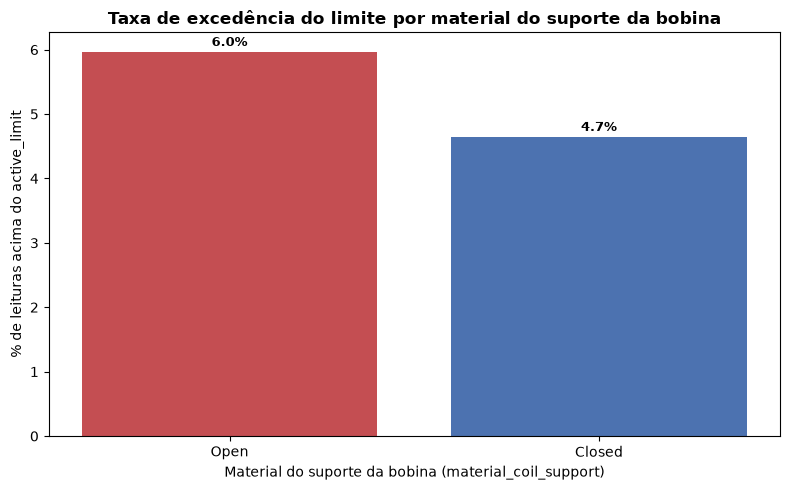 Taxa de excedência do limite por material do suporte da bobina
% de leituras acima do active_limit
6
5
4
3
2
1
0
6.0%
4.7%
Open
Closed
Material do suporte da bobina (material_coil_support)